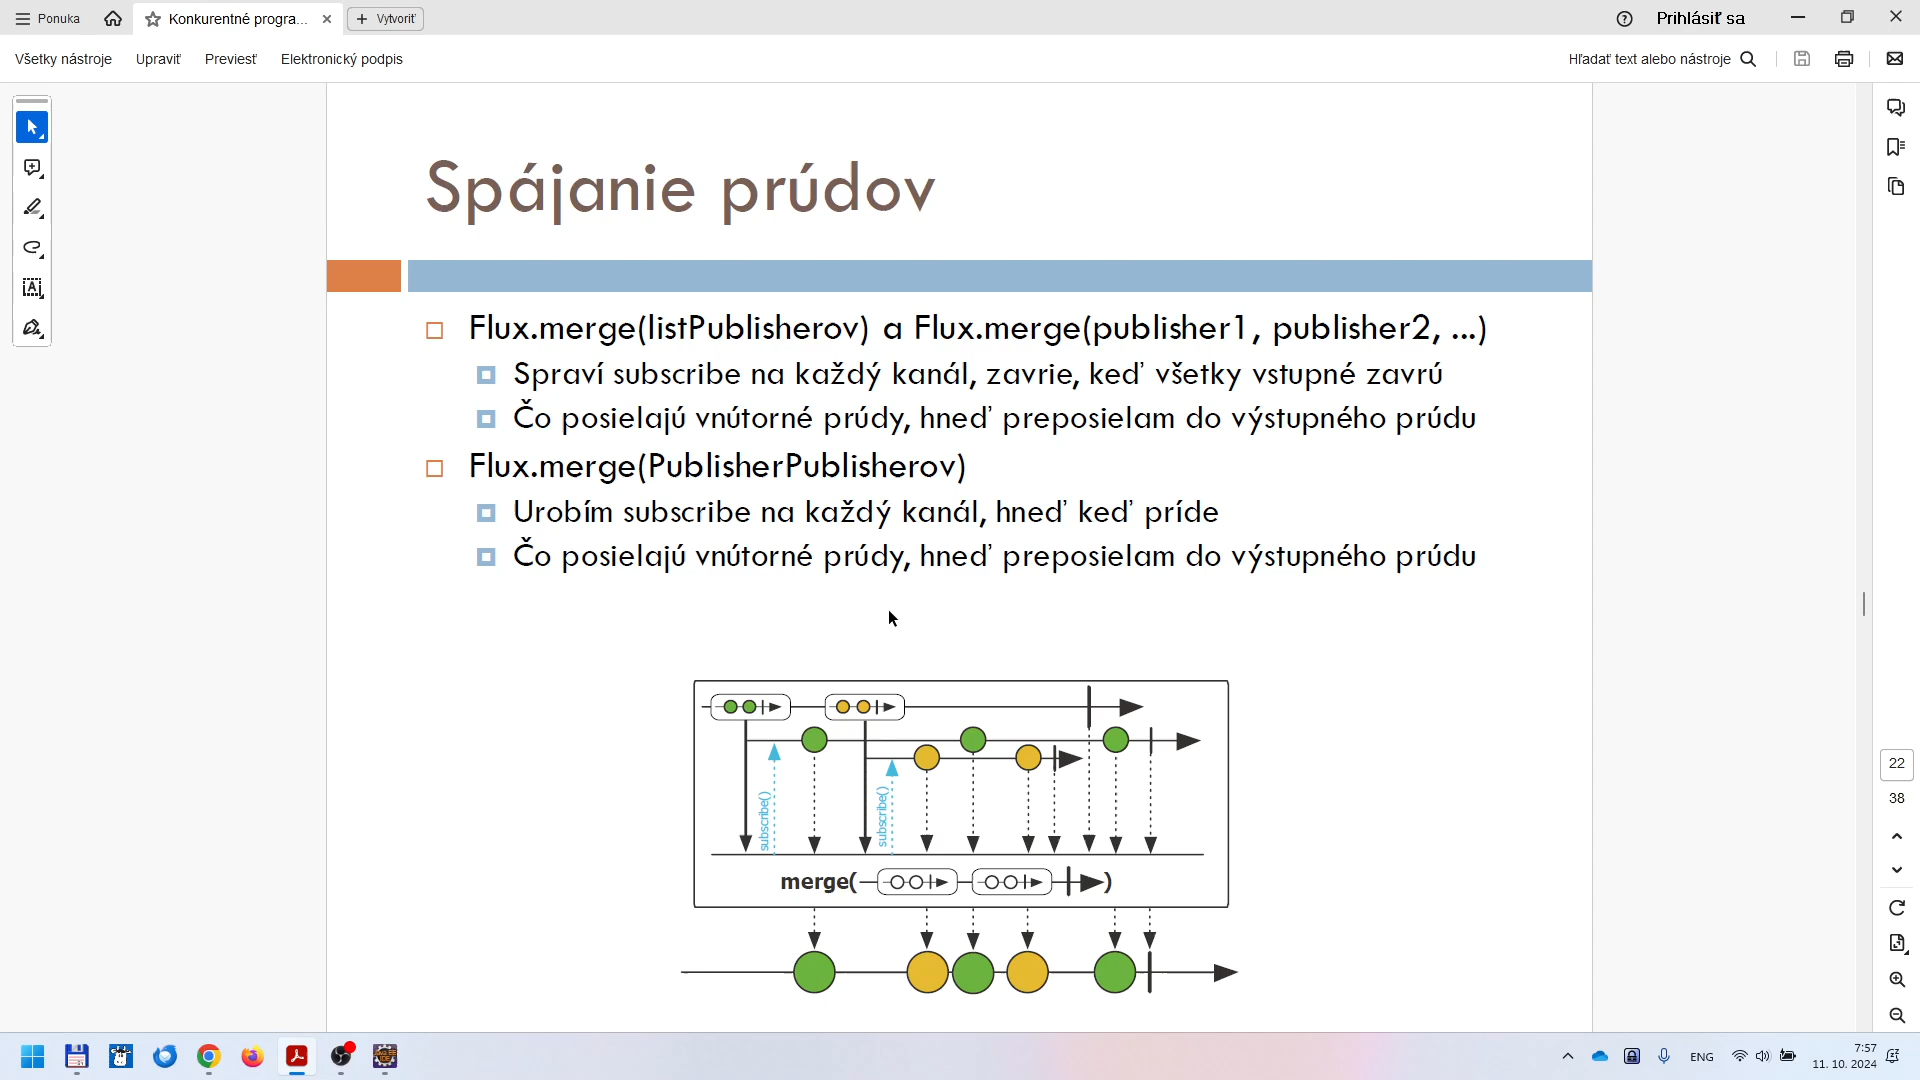 Ponuka
Konkurentné progra...
Vytvoriť
Prihlásiť sa
Všetky nástroje
Upraviť
Previesť
Elektronický podpis
Hľadať text alebo nástroje
Spájanie prúdov
Flux.merge(listPublisherov) a Flux.merge(publisher1, publisher2, ...)
Spraví subscribe na každý kanál, zavrie, keď všetky vstupné zavrú
Čo posielajú vnútorné prúdy, hneď preposielam do výstupného prúdu
Flux.merge(PublisherPublisherov)
Urobím subscribe na každý kanál, hneď keď príde
Čo posielajú vnútorné prúdy, hneď preposielam do výstupného prúdu
subscribe()
subscribe()
merge( )
22
38
ENG
7:57
11. 10. 2024